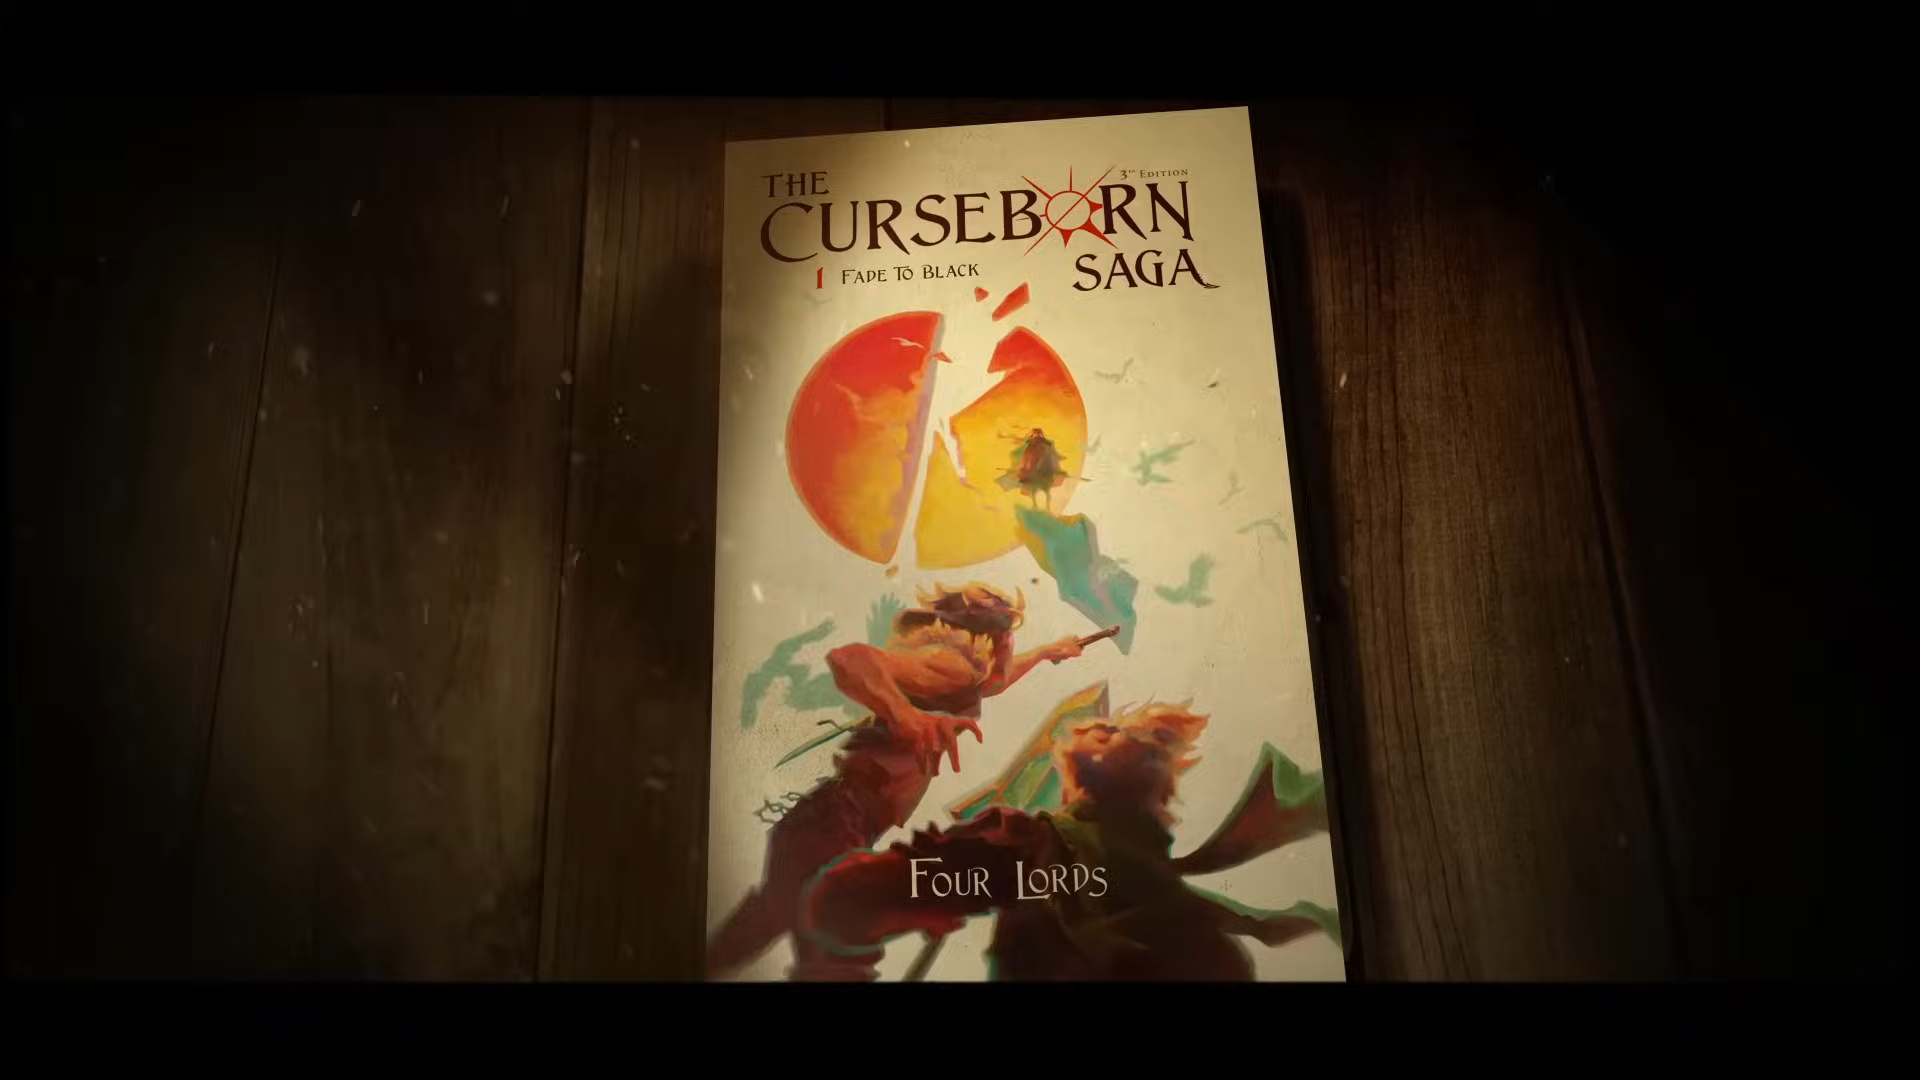 3rd EDITION
THE
CURSEBORN
SAGA
1 FADE TO BLACK
FOUR LORDS